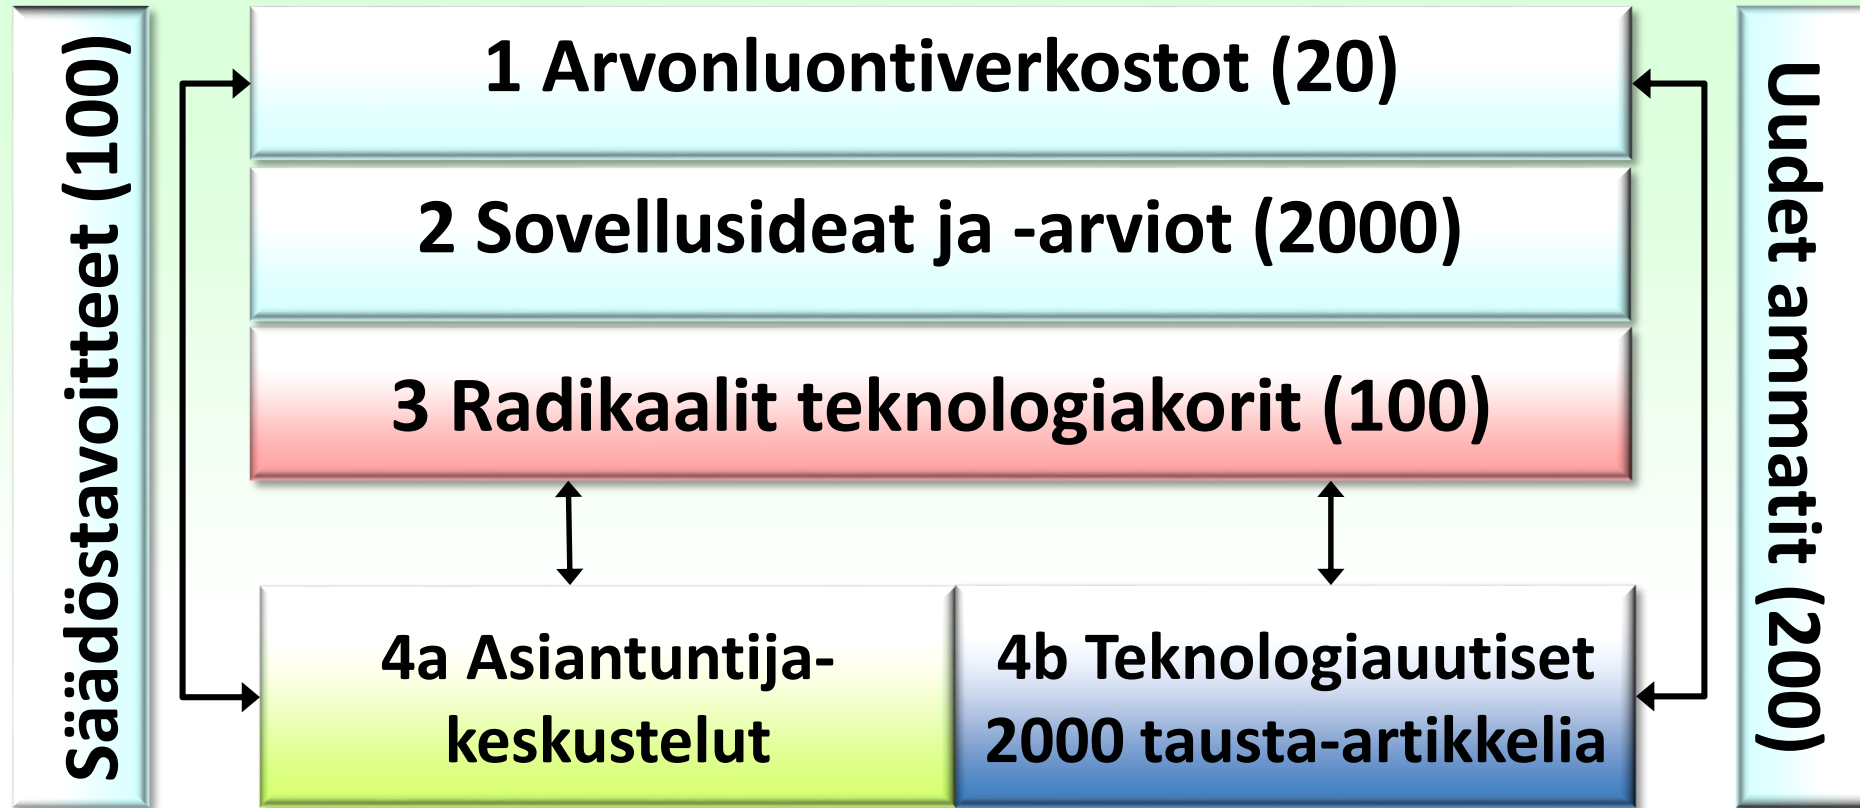 Säädöstavoitteet (100)
1 Arvonluontiverkostot (20)
2 Sovellusideat ja -arviot (2000)
3 Radikaalit teknologiakorit (100)
4a Asiantuntija-
keskustelut
4b Teknologiauutiset
2000 tausta-artikkelia
Uudet ammatit (200)